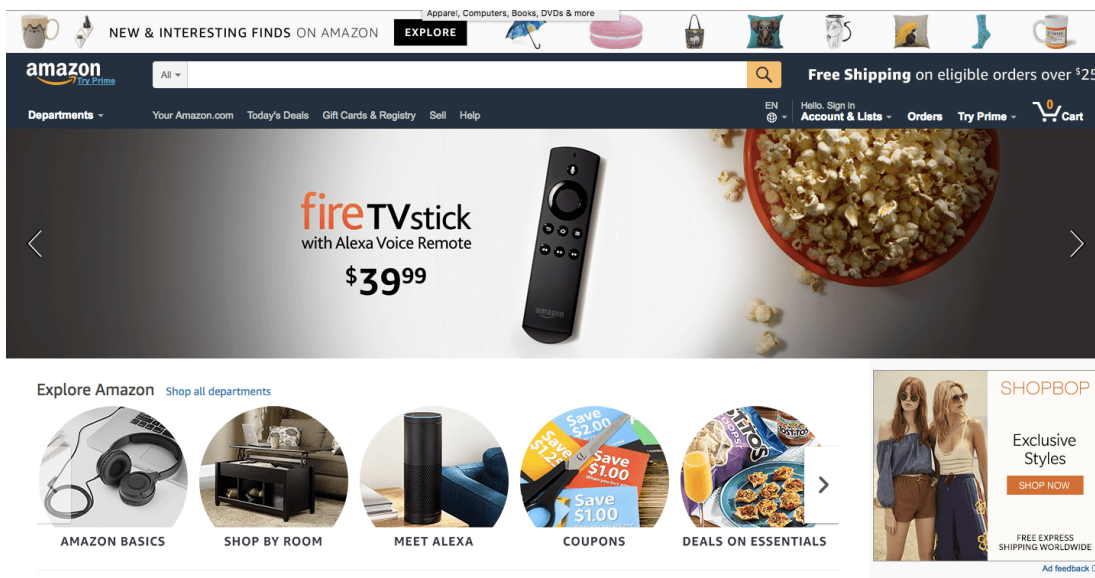 Apparel, Computers, Books, DVDs & more
NEW & INTERESTING FINDS ON AMAZON EXPLORE
amazon
Try Prime
All
Free Shipping on eligible orders over $25
Departments
Your Amazon.com Today's Deals Gift Cards & Registry Sell Help
EN
Hello. Sign in
Account & Lists
Orders
Try Prime
0
Cart
fireTVstick
with Alexa Voice Remote
$39.99
amazon
Explore Amazon Shop all departments
Save
$2.00
Save
$1.00
Save
$1.00
TOSTITOS
AMAZON BASICS
SHOP BY ROOM
MEET ALEXA
COUPONS
DEALS ON ESSENTIALS
SHOPBOP
Exclusive
Styles
SHOP NOW
FREE EXPRESS
SHIPPING WORLDWIDE
Ad feedback